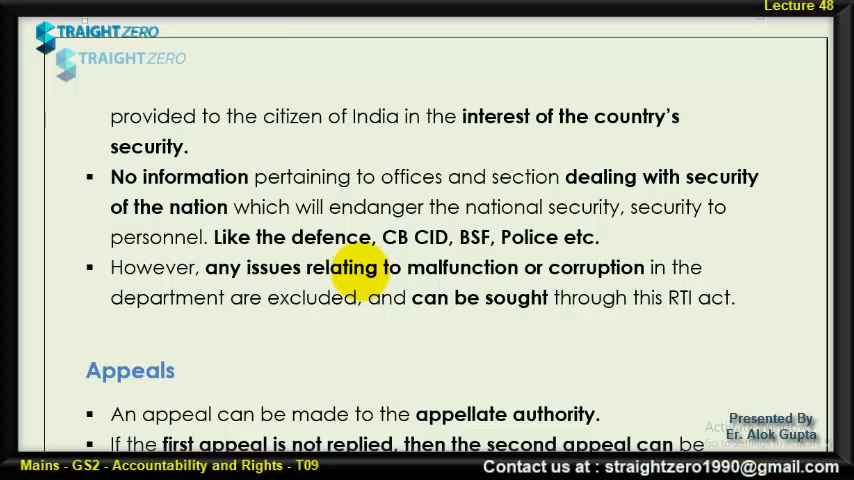 Lecture 48
STRAIGHTZERO
STRAIGHTZERO
provided to the citizen of India in the interest of the country's
security.
▪ No information pertaining to offices and section dealing with security
of the nation which will endanger the national security, security to
personnel. Like the defence, CB CID, BSF, Police etc.
▪ However, any issues relating to malfunction or corruption in the
department are excluded, and can be sought through this RTI act.
Appeals
▪ An appeal can be made to the appellate authority.
▪ If the first appeal is not replied, then the second appeal can be
Presented By
Er. Alok Gupta
Mains - GS2 - Accountability and Rights - T09
Contact us at : straightzero1990@gmail.com